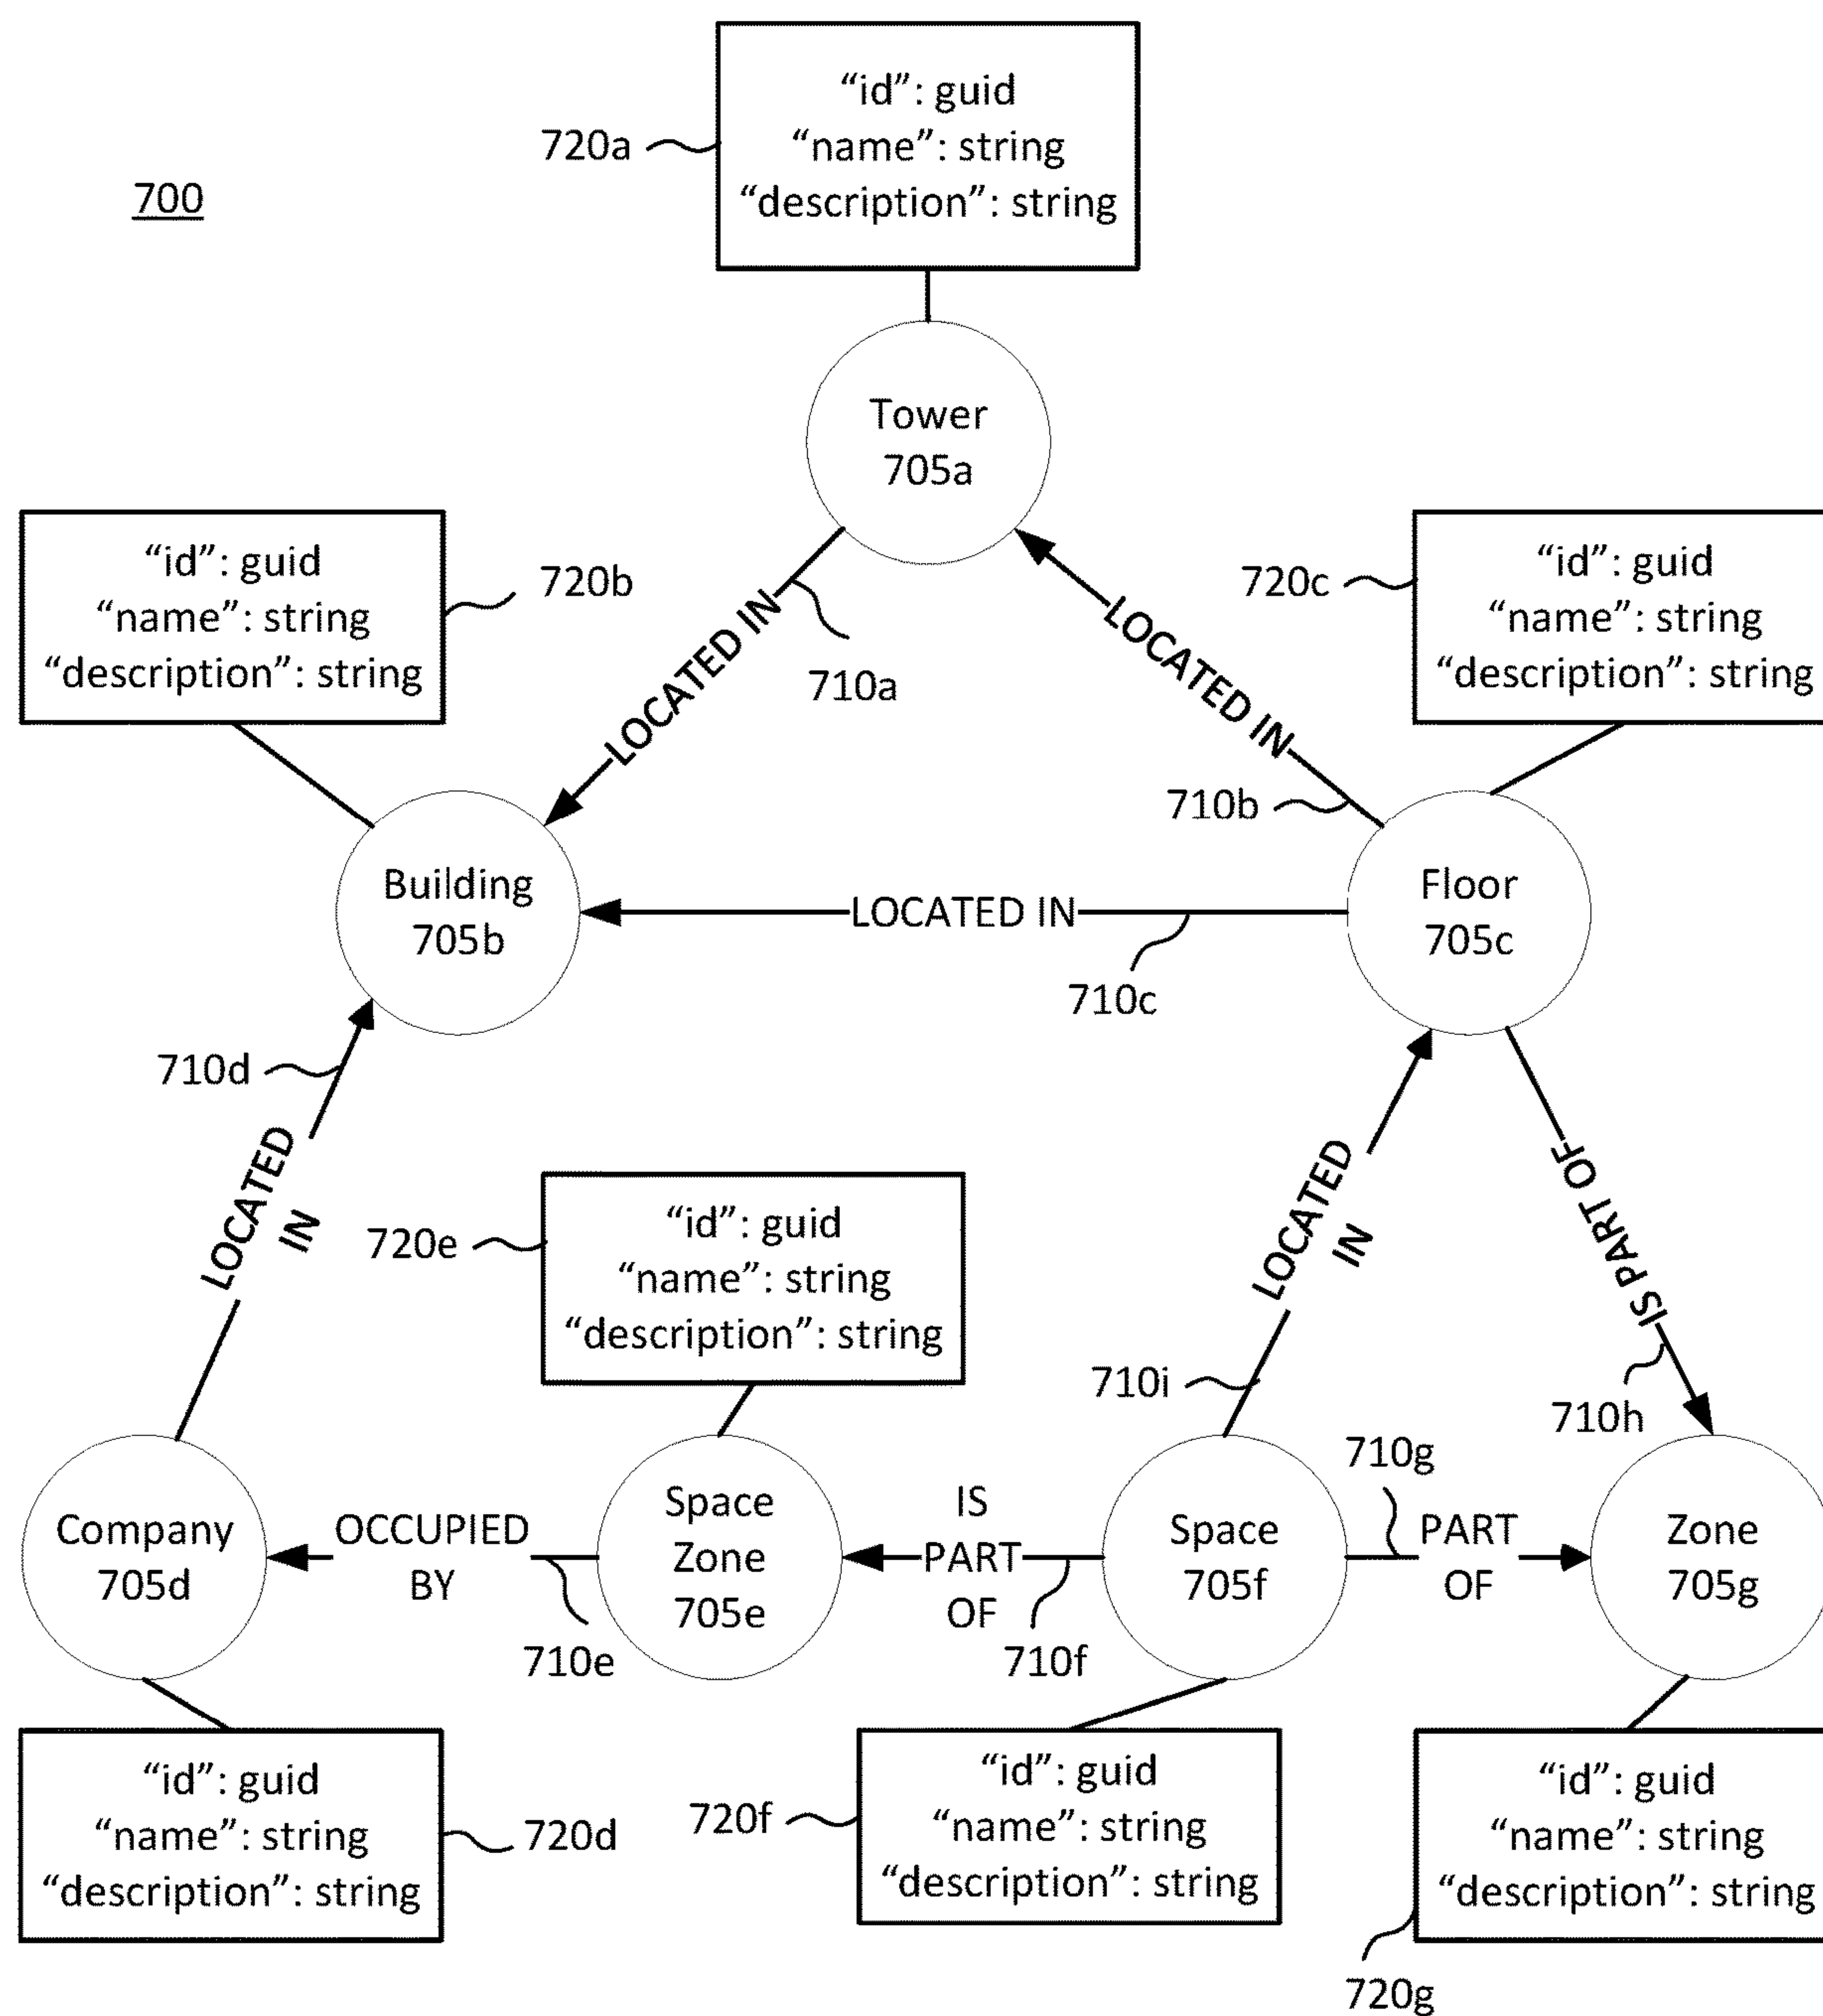 “id”: guid
“name”: string
“description”: string
720a
700
Tower
705a
“id”: guid
“name”: string
“description”: string
720b
720c
“id”: guid
“name”: string
“description”: string
LOCATED IN
710a
LOCATED IN
710b
Building
705b
LOCATED IN
710c
Floor
705c
710d
LOCATED
IN
720e
“id”: guid
“name”: string
“description”: string
LOCATED
IN
710i
IS PART OF
710h
710g
Company
705d
OCCUPIED
BY
710e
Space
Zone
705e
IS
PART
OF
710f
Space
705f
PART
OF
Zone
705g
“id”: guid
“name”: string
“description”: string
720d
720f
“id”: guid
“name”: string
“description”: string
“id”: guid
“name”: string
“description”: string
720g